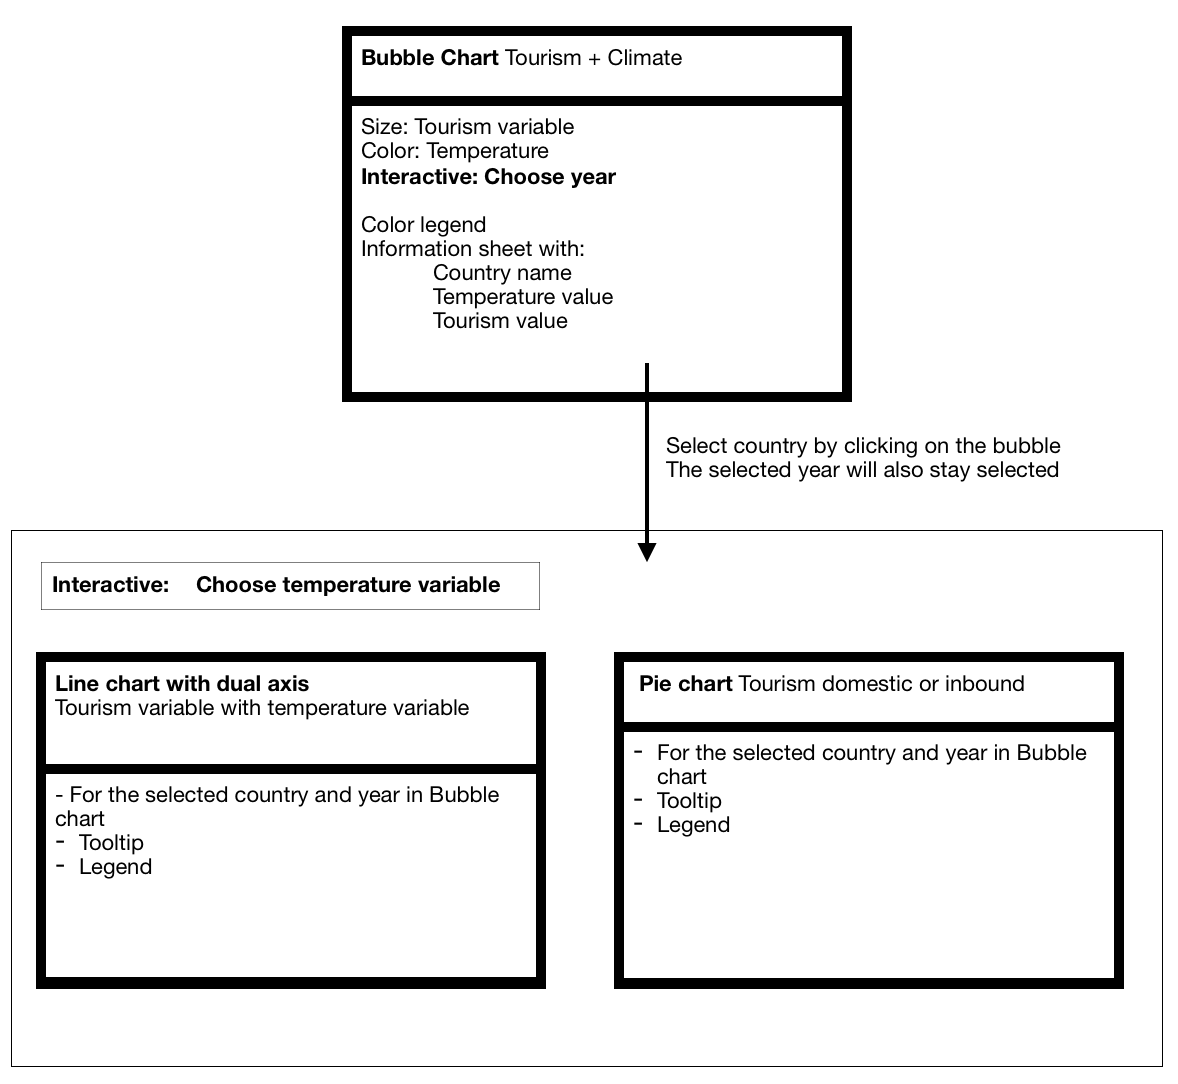 Bubble Chart Tourism + Climate
Size: Tourism variable
Color: Temperature
Interactive: Choose year
Color legend
Information sheet with:
Country name
Temperature value
Tourism value
Select country by clicking on the bubble
The selected year will also stay selected
Interactive: Choose temperature variable
Line chart with dual axis
Tourism variable with temperature variable
- For the selected country and year in Bubble
chart
- Tooltip
- Legend
Pie chart Tourism domestic or inbound
- For the selected country and year in Bubble
chart
- Tooltip
- Legend